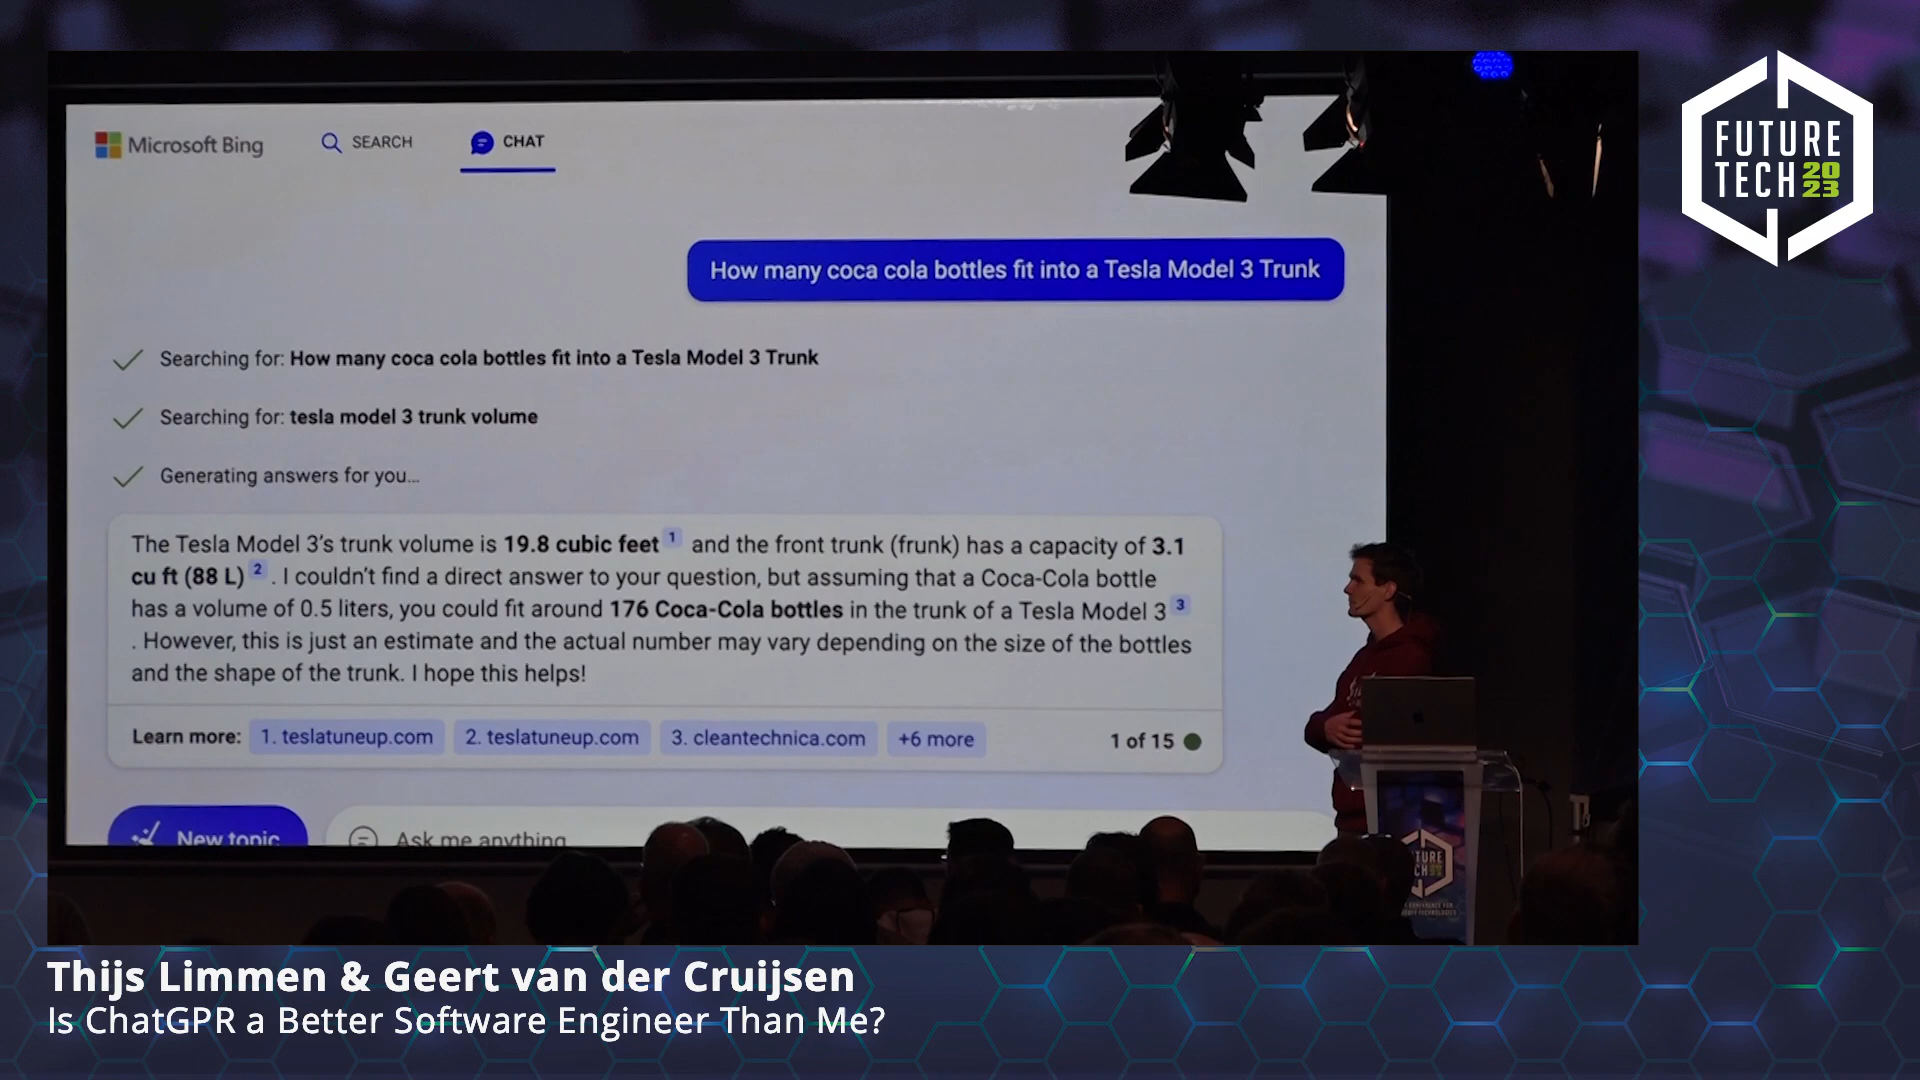 Microsoft Bing
SEARCH
CHAT
How many coca cola bottles fit into a Tesla Model 3 Trunk
Searching for: How many coca cola bottles fit into a Tesla Model 3 Trunk
Searching for: tesla model 3 trunk volume
Generating answers for you...
The Tesla Model 3's trunk volume is 19.8 cubic feet 1 and the front trunk (frunk) has a capacity of 3.1
cu ft (88 L) 2 . I couldn't find a direct answer to your question, but assuming that a Coca-Cola bottle
has a volume of 0.5 liters, you could fit around 176 Coca-Cola bottles in the trunk of a Tesla Model 3 3
. However, this is just an estimate and the actual number may vary depending on the size of the bottles
and the shape of the trunk. I hope this helps!
Learn more: 1. teslatuneup.com 2. teslatuneup.com 3. cleantechnica.com +6 more 1 of 15
New topic
Ask me anything
FUTURE
TECH 20
23
Thijs Limmen & Geert van der Cruijsen
Is ChatGPR a Better Software Engineer Than Me?